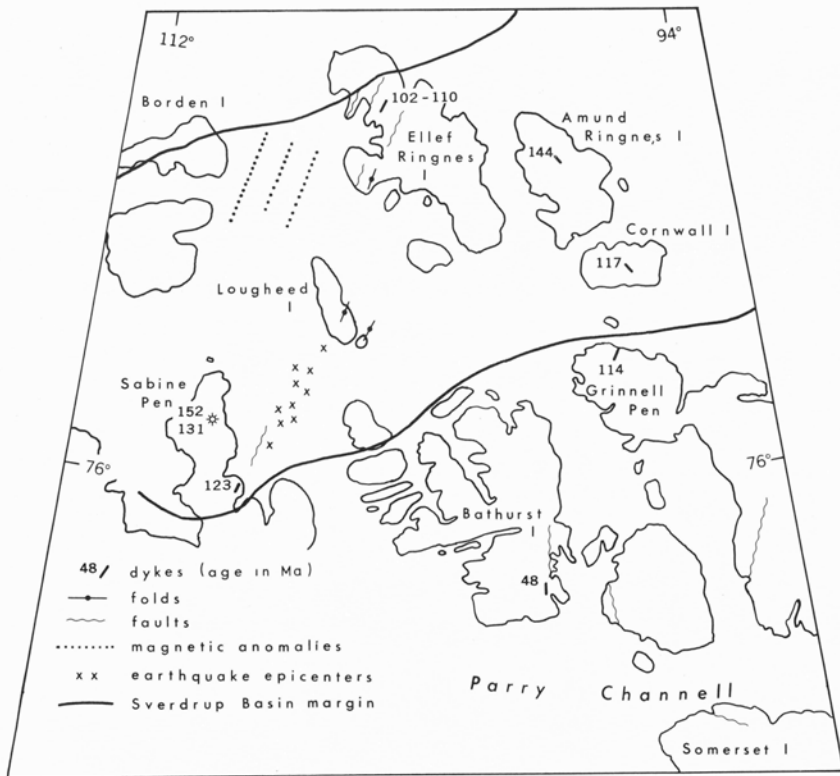 112°
94°
Borden I
102-110
Ellef
Ringnes
I
Amund
Ringnes I
144
Cornwall I
117
Lougheed
I
114
Grinnell
Pen
Sabine
Pen
152
131
76°
76°
123
Bathurst
I
48
48 dykes (age in Ma)
folds
faults
magnetic anomalies
x x earthquake epicenters
Sverdrup Basin margin
Parry Channell
Somerset I
x
x x
x x
x x
x x
x